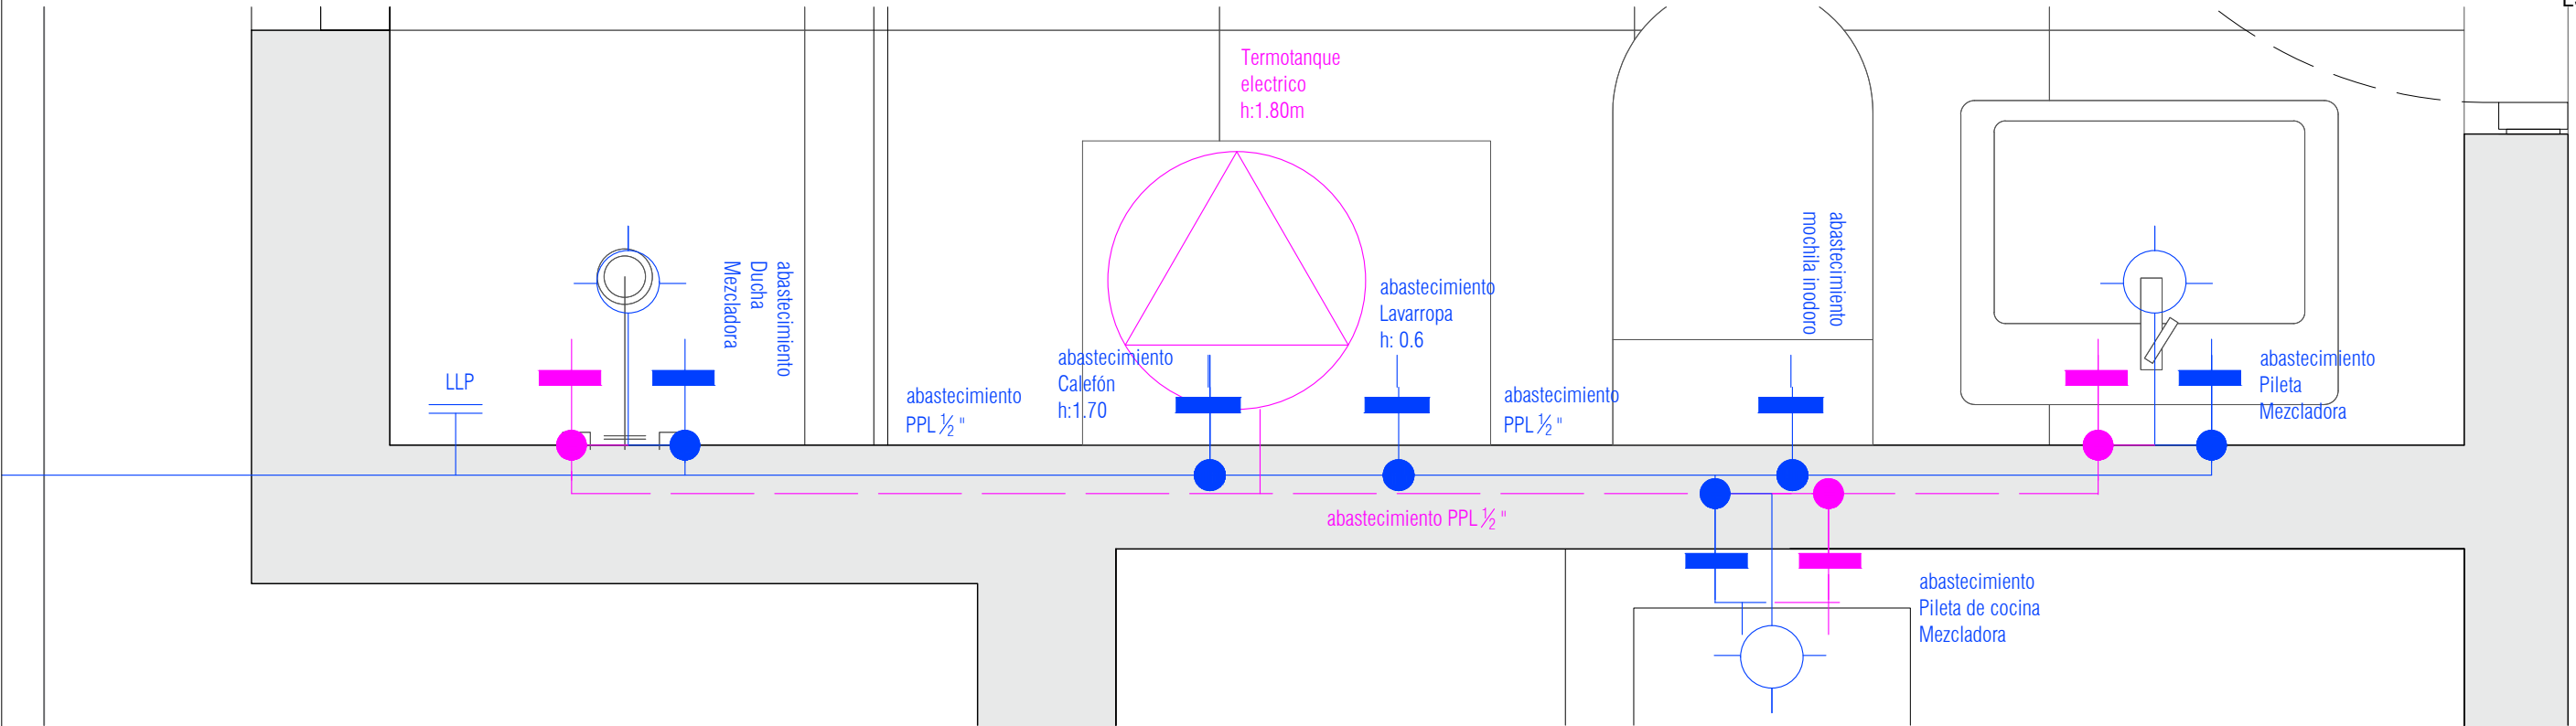 Termotanque
electrico
h:1.80m
abastecimiento
mochila inodoro
abastecimiento
Ducha
Mezcladora
abastecimiento
Lavarropa
h: 0.6
abastecimiento
Calefón
h:1.70
abastecimiento
Pileta
Mezcladora
LLP
abastecimiento
PPL ½ "
abastecimiento
PPL ½ "
abastecimiento PPL ½ "
abastecimiento
Pileta de cocina
Mezcladora